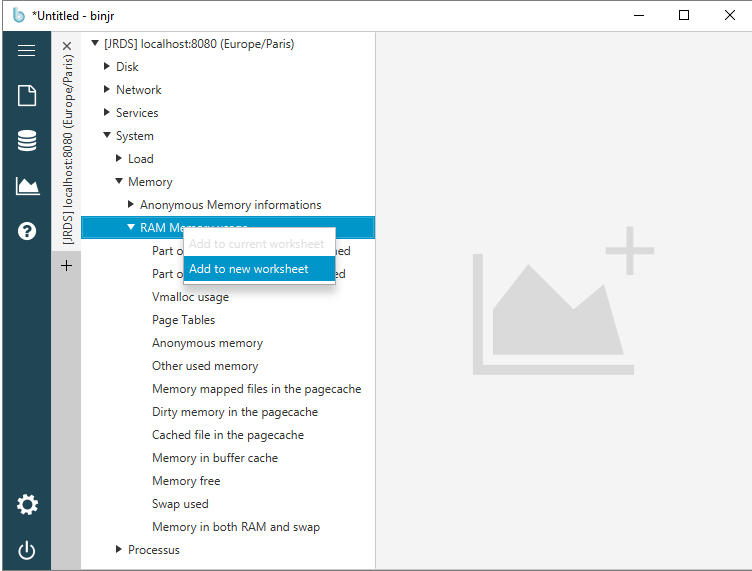 *Untitled - binjr
[JRDS] localhost:8080 (Europe/Paris)
[JRDS] localhost:8080 (Europe/Paris)
Disk
Network
Services
System
Load
Memory
Anonymous Memory informations
RAM Memory usage
Add to current worksheet
Add to new worksheet
Part o
ned
Part o
ed
Vmalloc usage
Page Tables
Anonymous memory
Other used memory
Memory mapped files in the pagecache
Dirty memory in the pagecache
Cached file in the pagecache
Memory in buffer cache
Memory free
Swap used
Memory in both RAM and swap
Processus